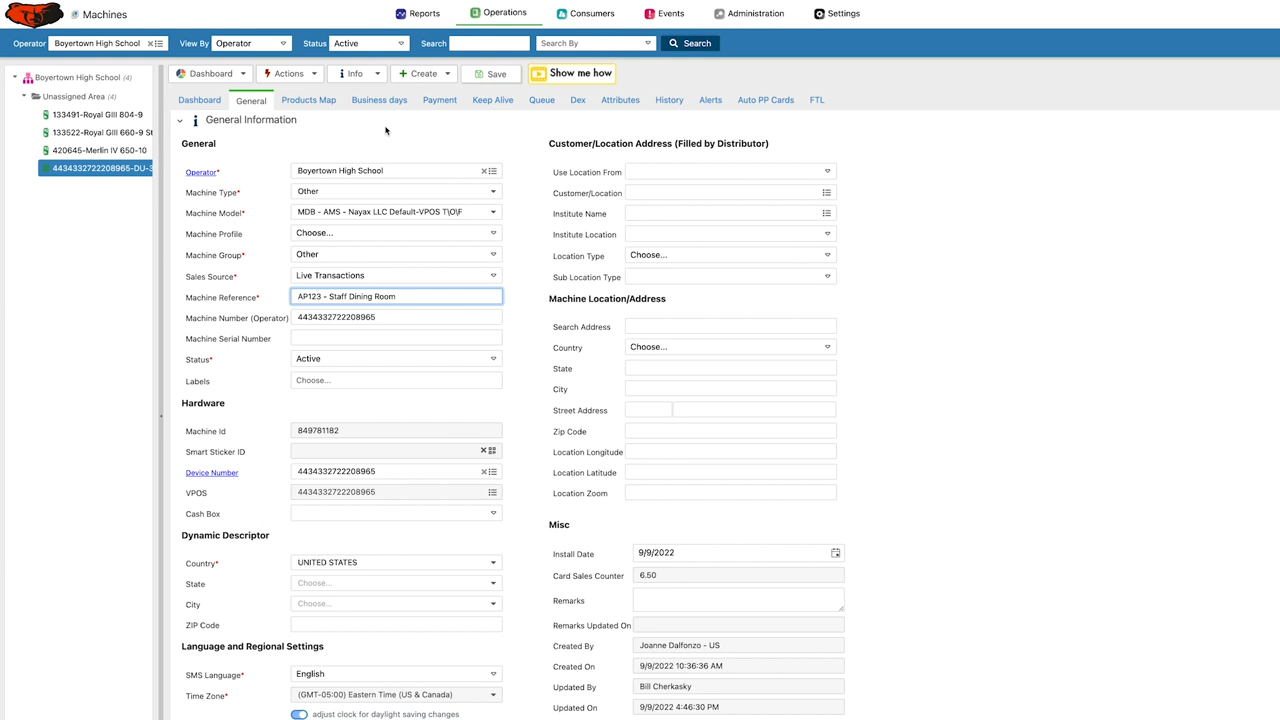 Machines
Reports
Operations
Consumers
Events
Administration
Settings
Operator Boyertown High School View By Operator Status Active Search Search By Search
Boyertown High School (4)
Unassigned Area (4)
133491-Royal GIII 804-9
133522-Royal GIII 660-9 St
420645-Merlin IV 650-10
4434332722208965-DU-3
Dashboard Actions Info Create Save Show me how
Dashboard General Products Map Business days Payment Keep Alive Queue Dex Attributes History Alerts Auto PP Cards FTL
General Information
General
Operator* Boyertown High School
Machine Type* Other
Machine Model* MDB - AMS - Nayax LLC Default-VPOS T\O\F
Machine Profile Choose...
Machine Group* Other
Sales Source* Live Transactions
Machine Reference* AP123 - Staff Dining Room
Machine Number (Operator) 4434332722208965
Machine Serial Number
Status* Active
Labels Choose...
Hardware
Machine Id 849781182
Smart Sticker ID
Device Number 4434332722208965
VPOS 4434332722208965
Cash Box
Dynamic Descriptor
Country* UNITED STATES
State Choose...
City Choose...
ZIP Code
Language and Regional Settings
SMS Language* English
Time Zone* (GMT-05:00) Eastern Time (US & Canada)
adjust clock for daylight saving changes
Customer/Location Address (Filled by Distributor)
Use Location From
Customer/Location
Institute Name
Institute Location
Location Type Choose...
Sub Location Type
Machine Location/Address
Search Address
Country Choose...
State
City
Street Address
Zip Code
Location Longitude
Location Latitude
Location Zoom
Misc
Install Date 9/9/2022
Card Sales Counter 6.50
Remarks
Remarks Updated On
Created By Joanne Dalfonzo - US
Created On 9/9/2022 10:36:36 AM
Updated By Bill Cherkasky
Updated On 9/9/2022 4:46:30 PM